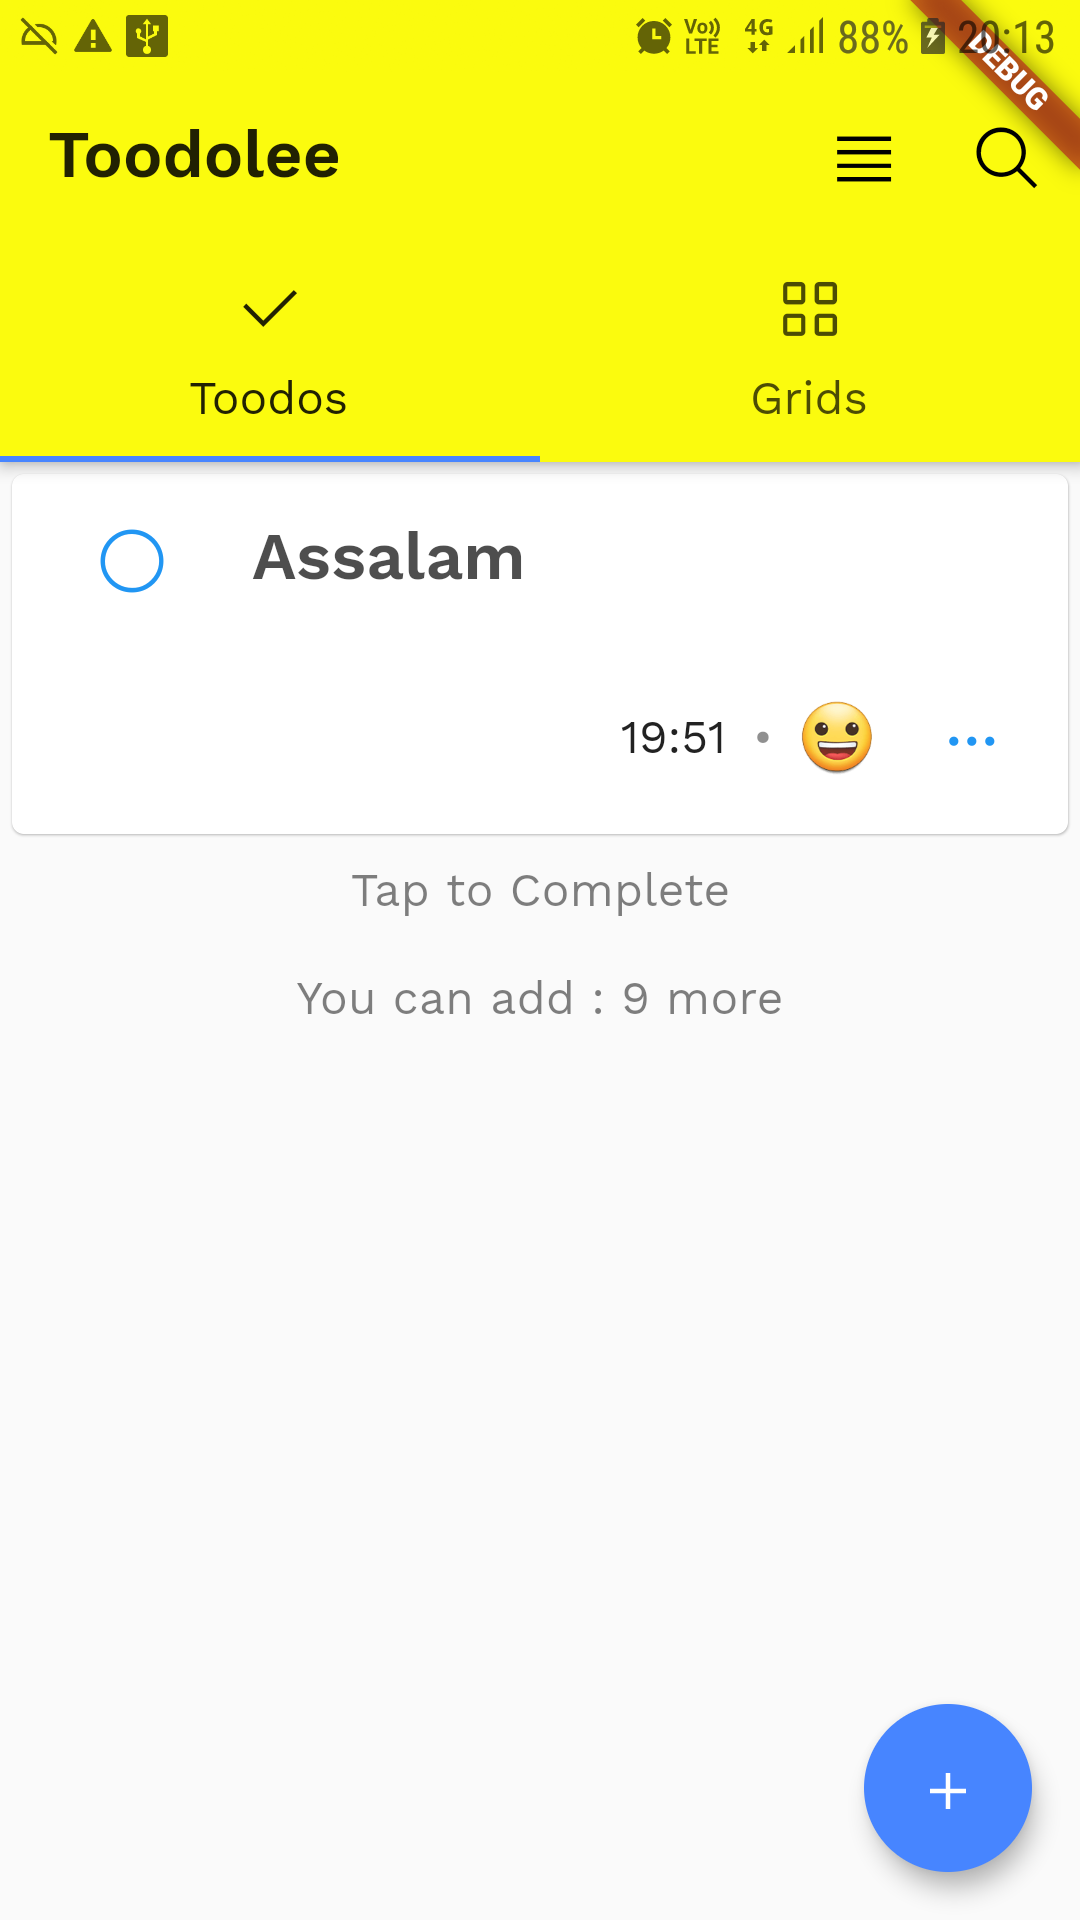 Vo)) LTE 4G 88% 20:13
DEBUG
Toodolee
Toodos Grids
Assalam
19:51 • 😀 •••
Tap to Complete
You can add : 9 more
+